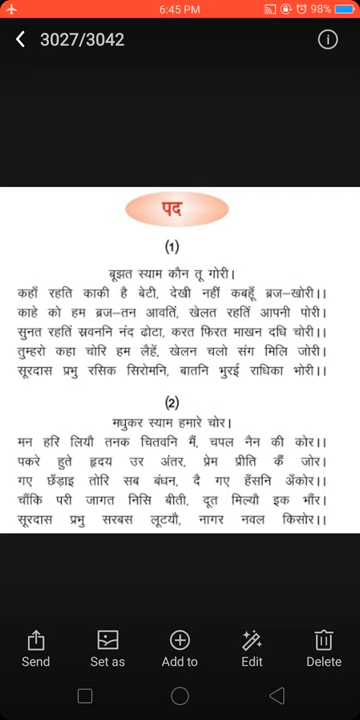 6:45 PM
98%
3027/3042
पद
(1)
बूझत स्याम कौन तू गोरी।
कहाँ रहति काकी है बेटी, देखी नहीं कबहूँ ब्रज–खोरी।।
काहे को हम ब्रज–तन आवतिं, खेलत रहतिं आपनी पोरी।
सुनत रहतिं स्रवननि नंद ढोटा, करत फिरत माखन दधि चोरी।।
तुम्हरो कहा चोरि हम लैहें, खेलन चलो संग मिलि जोरी।
सूरदास प्रभु रसिक सिरोमनि, बातनि भुरई राधिका भोरी।।
(2)
मधुकर स्याम हमारे चोर।
मन हरि लियौ तनक चितवनि मैं, चपल नैन की कोर।।
पकरे हुते हृदय उर अंतर, प्रेम प्रीति कैं जोर।
गए छँड़ाइ तोरि सब बंधन, दै गए हँसनि अँकोर।।
चौंकि परी जागत निसि बीती, दूत मिल्यौ इक भौंर।
सूरदास प्रभु सरबस लूटयौ, नागर नवल किसोर।।
Send
Set as
Add to
Edit
Delete